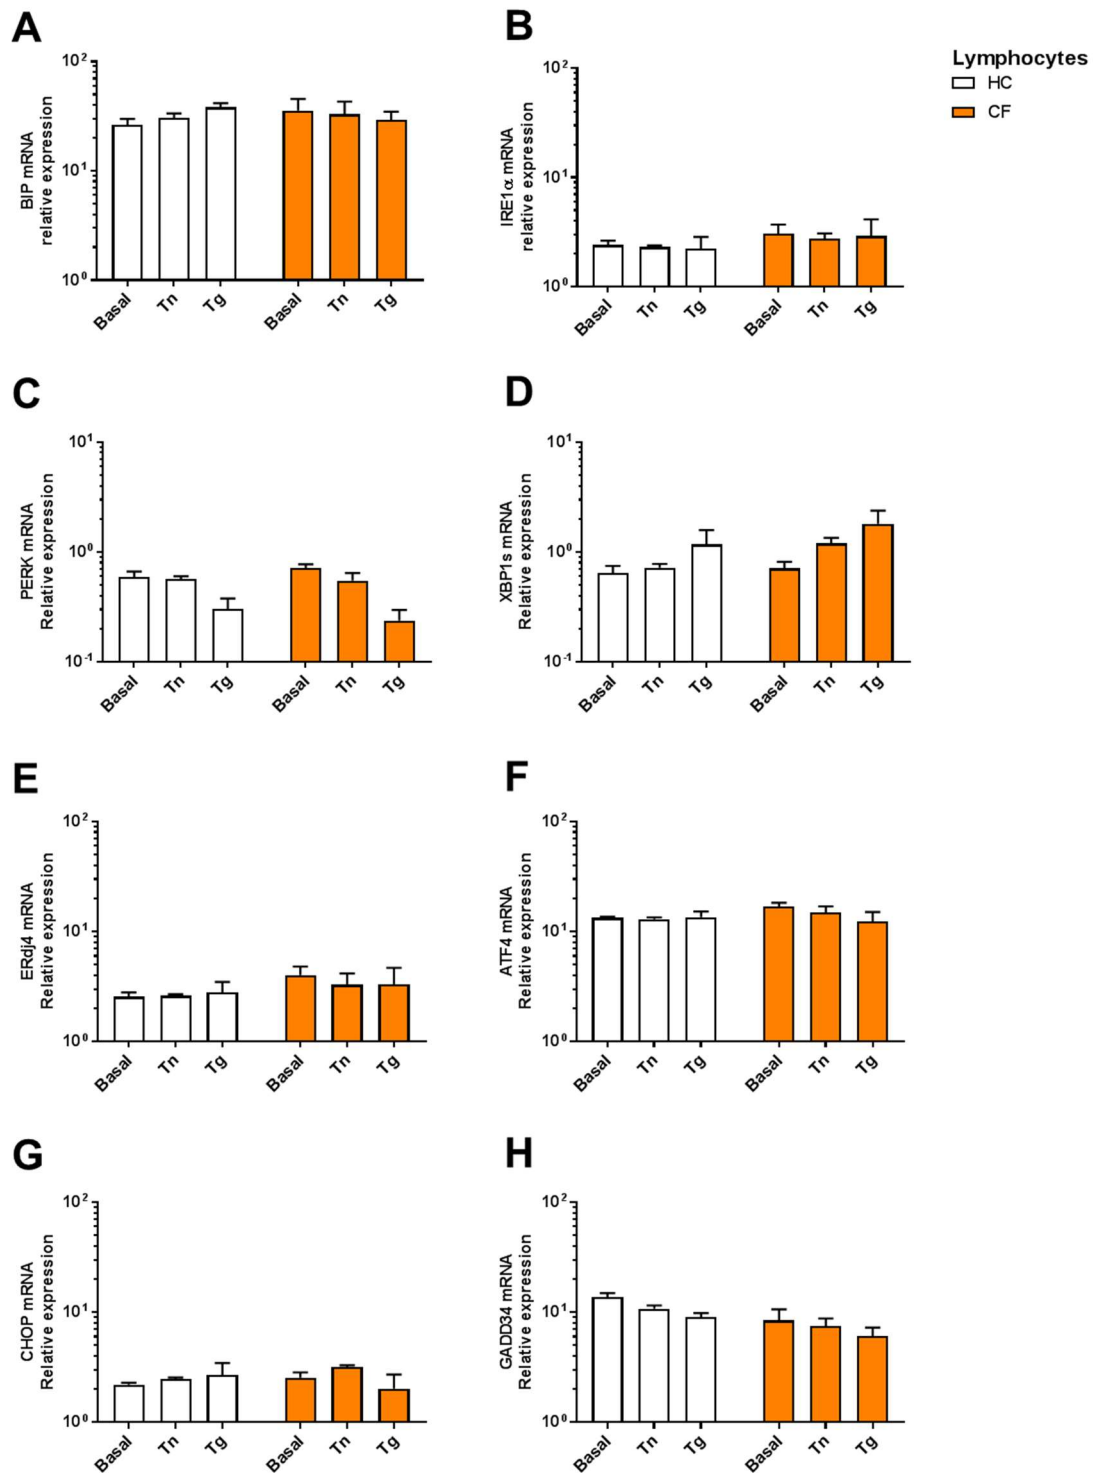 A
B
Lymphocytes
HC
CF
BIP mRNA
relative expression
10²
10¹
10⁰
Basal
Tn
Tg
Basal
Tn
Tg
IRE1α mRNA
relative expression
10²
10¹
10⁰
Basal
Tn
Tg
Basal
Tn
Tg
C
D
PERK mRNA
Relative expression
10¹
10⁰
10⁻¹
Basal
Tn
Tg
Basal
Tn
Tg
XBP1s mRNA
Relative expression
10¹
10⁰
10⁻¹
Basal
Tn
Tg
Basal
Tn
Tg
E
F
ERdj4 mRNA
Relative expression
10²
10¹
10⁰
Basal
Tn
Tg
Basal
Tn
Tg
ATF4 mRNA
Relative expression
10²
10¹
10⁰
Basal
Tn
Tg
Basal
Tn
Tg
G
H
CHOP mRNA
Relative expression
10²
10¹
10⁰
Basal
Tn
Tg
Basal
Tn
Tg
GADD34 mRNA
Relative expression
10²
10¹
10⁰
Basal
Tn
Tg
Basal
Tn
Tg